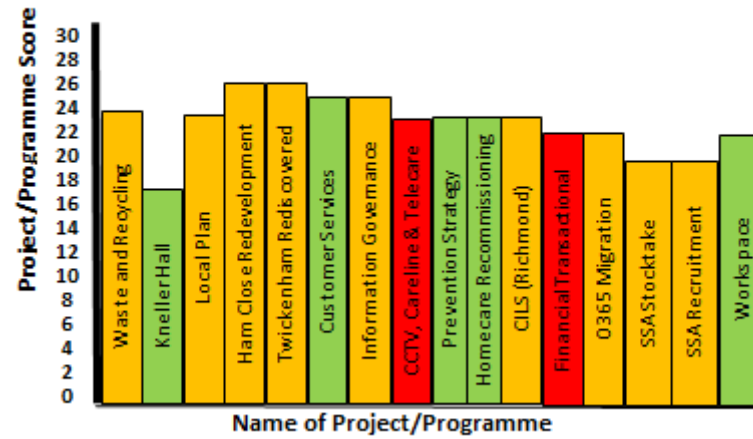 Project/Programme Score
30
28
26
24
22
20
18
16
14
12
10
8
6
4
2
0
Waste and Recycling
Kneller Hall
Local Plan
Ham Close Redevelopment
Twickenham Rediscovered
Customer Services
Information Governance
CCTV, Careline & Telecare
Prevention Strategy
Homecare Recommissioning
CILS (Richmond)
Financial Transactional
O365 Migration
SSA Stocktake
SSA Recruitment
Workspace
Name of Project/Programme